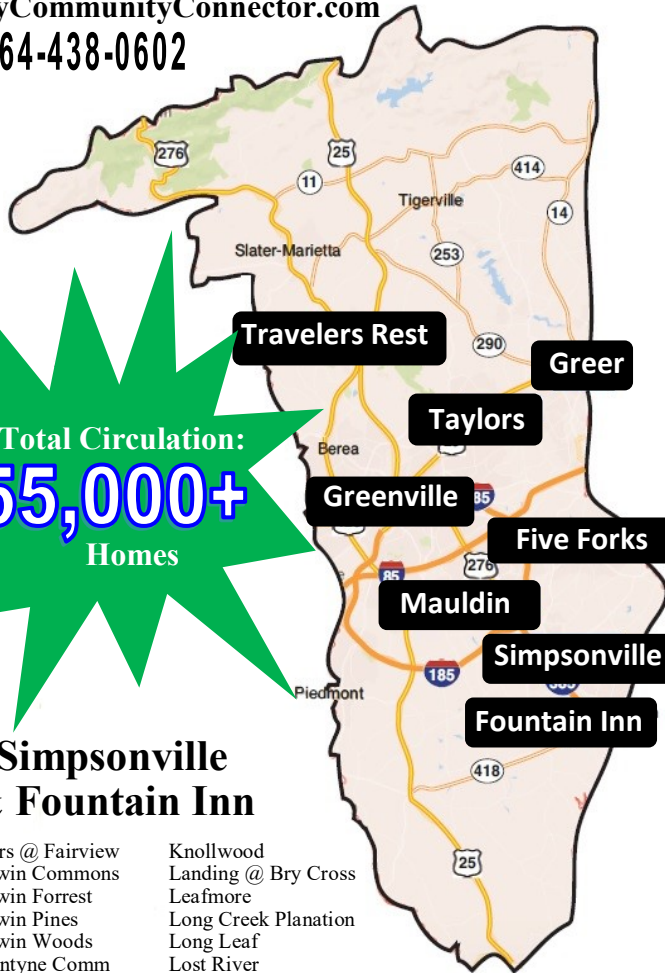 yCommunityConnector.com
64-438-0602
276
25
11
414
Tigerville
14
Slater-Marietta
253
Travelers Rest
290
Greer
Taylors
Total Circulation:
55,000+
Homes
Berea
Greenville
85
Five Forks
276
85
Mauldin
Simpsonville
185
Piedmont
Fountain Inn
Simpsonville
Fountain Inn
418
25
rs @ Fairview
win Commons
win Forrest
win Pines
win Woods
ntyne Comm
Knollwood
Landing @ Bry Cross
Leafmore
Long Creek Planation
Long Leaf
Lost River